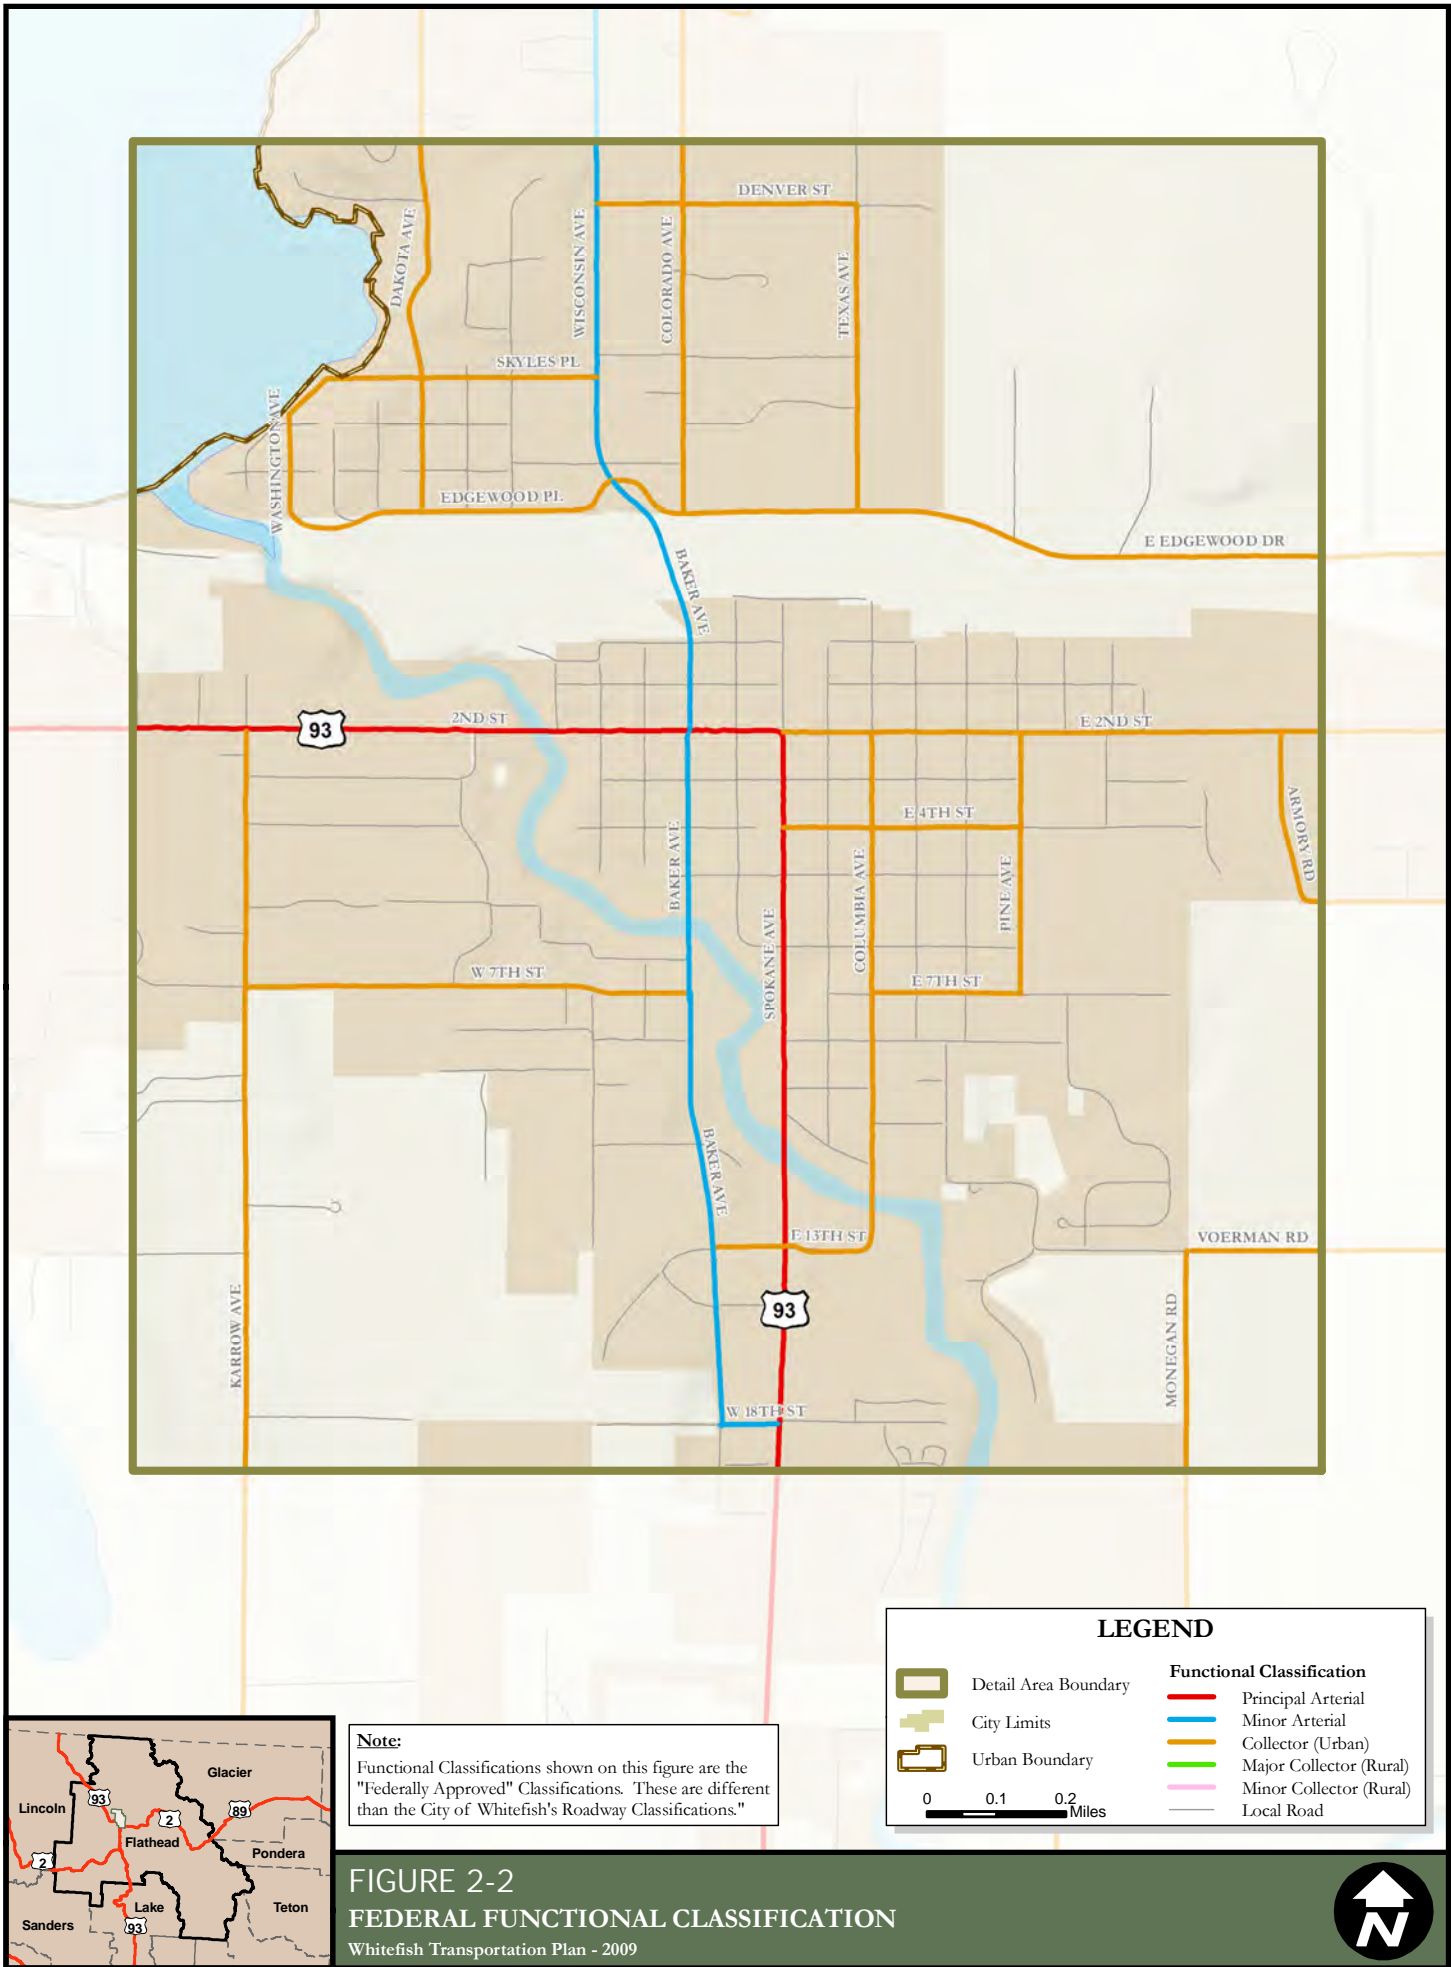 DENVER ST
DAKOTA AVE
WISCONSIN AVE
COLORADO AVE
TEXAS AVE
SKYLES PL
WASHINGTON AVE
EDGEWOOD PL
E EDGEWOOD DR
BAKER AVE
93
2ND ST
E 2ND ST
E 4TH ST
ARMORY RD
BAKER AVE
COLUMBIA AVE
PINE AVE
SPOKANE AVE
W 7TH ST
E 7TH ST
BAKER AVE
E 13TH ST
VOERMAN RD
93
KARROW AVE
MONEGAN RD
W 18TH ST
LEGEND
Detail Area Boundary
City Limits
Urban Boundary
0 0.1 0.2
Miles
Functional Classification
Principal Arterial
Minor Arterial
Collector (Urban)
Major Collector (Rural)
Minor Collector (Rural)
Local Road
Note:
Functional Classifications shown on this figure are the
"Federally Approved" Classifications. These are different
than the City of Whitefish's Roadway Classifications."
Glacier
Lincoln
93
2
89
Flathead
Pondera
2
Lake
Teton
Sanders
93
FIGURE 2-2
FEDERAL FUNCTIONAL CLASSIFICATION
Whitefish Transportation Plan - 2009
N